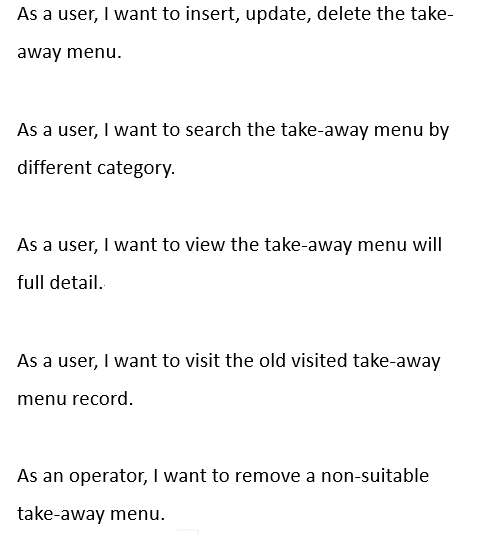 As a user, I want to insert, update, delete the take-
away menu.
As a user, I want to search the take-away menu by
different category.
As a user, I want to view the take-away menu will
full detail.
As a user, I want to visit the old visited take-away
menu record.
As an operator, I want to remove a non-suitable
take-away menu.